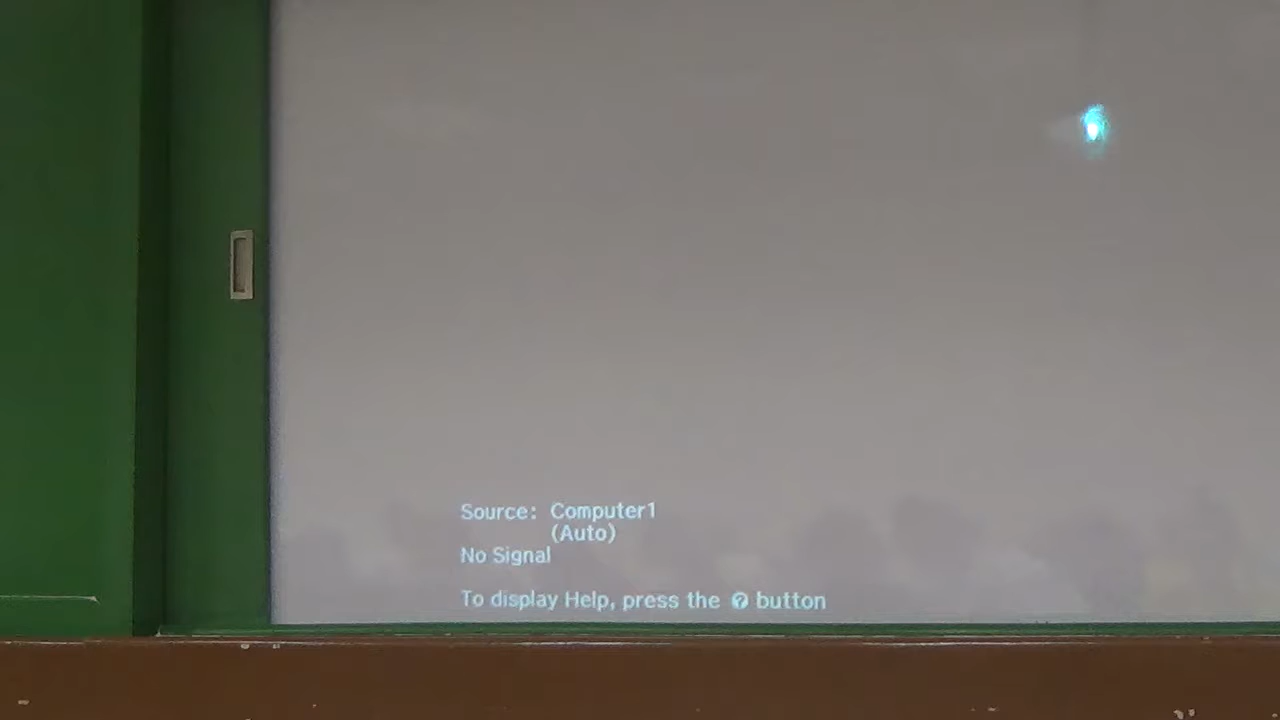 Source: Computer1
(Auto)
No Signal
To display Help, press the ? button